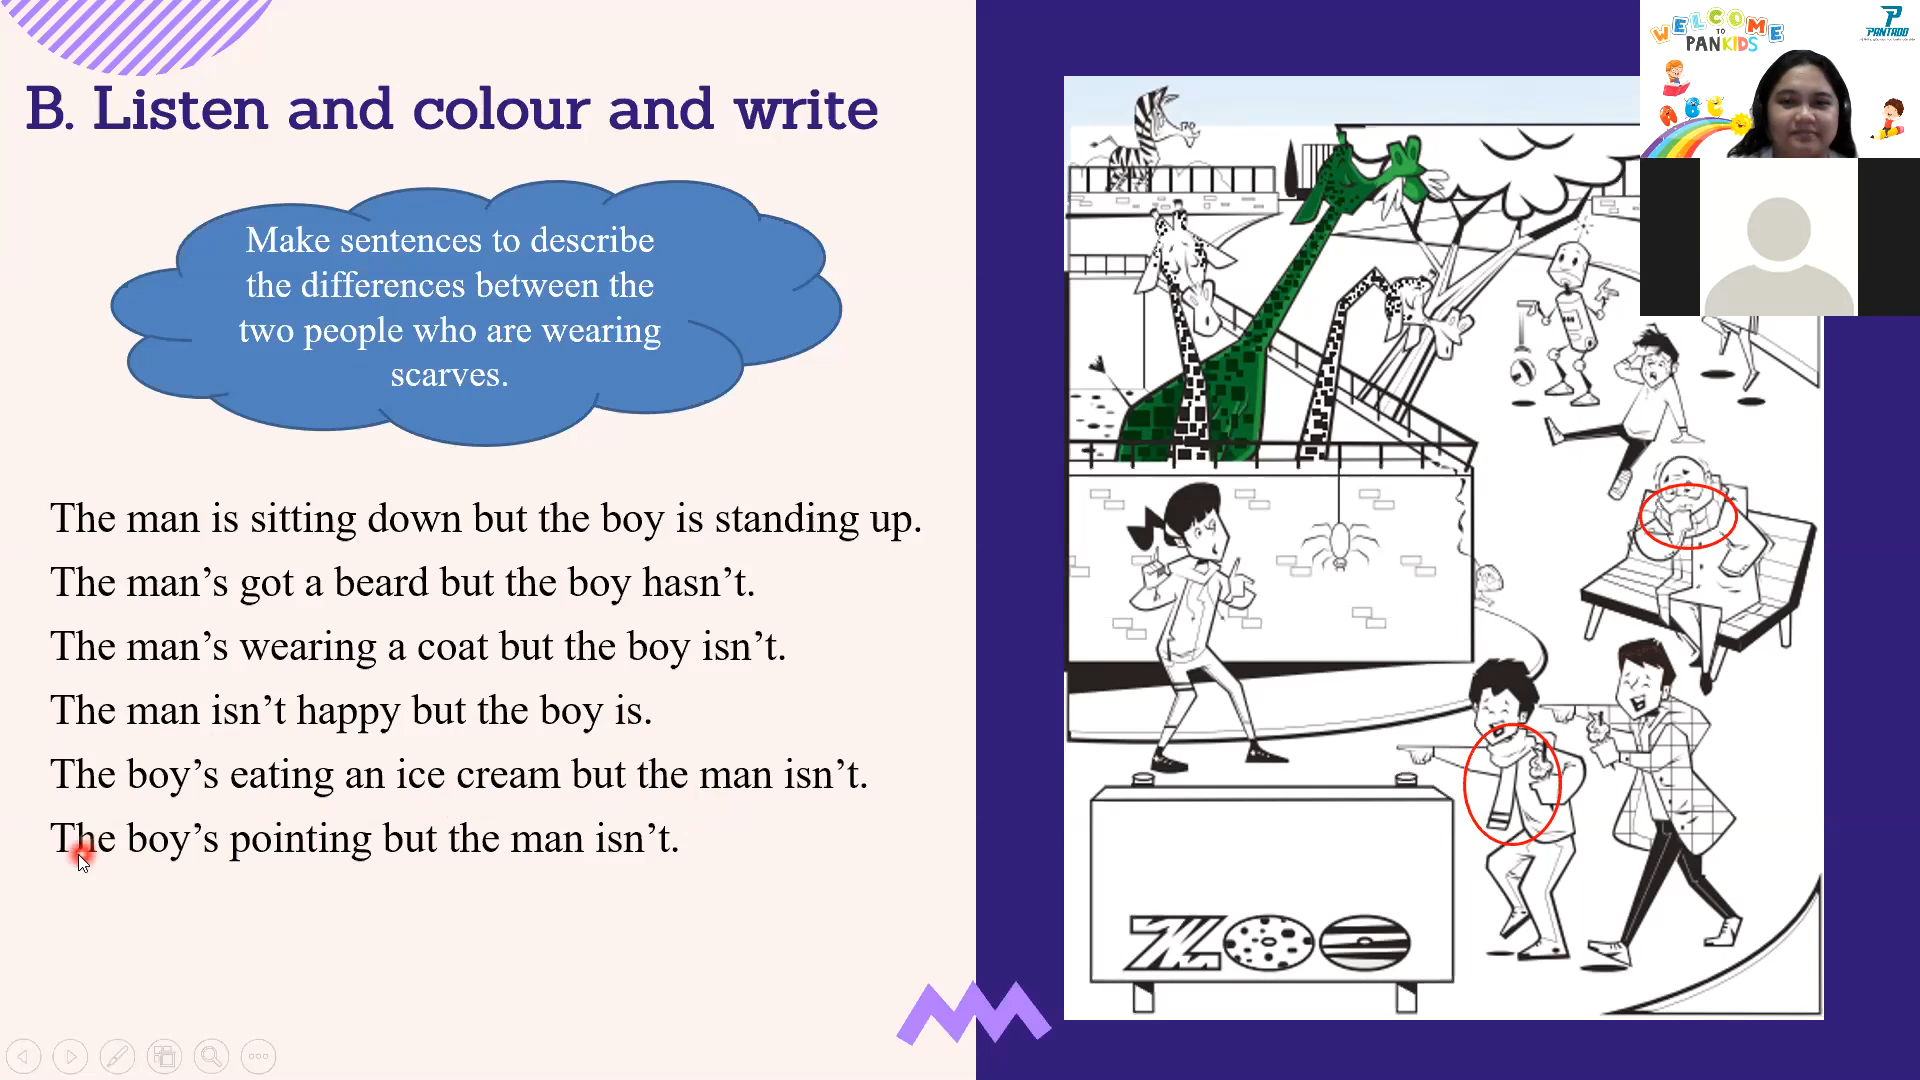 B. Listen and colour and write
Make sentences to describe
the differences between the
two people who are wearing
scarves.
The man is sitting down but the boy is standing up.
The man’s got a beard but the boy hasn’t.
The man’s wearing a coat but the boy isn’t.
The man isn’t happy but the boy is.
The boy’s eating an ice cream but the man isn’t.
The boy’s pointing but the man isn’t.
ZOO
WELCOME
TO
PANKIDS
PANTADO
ABC